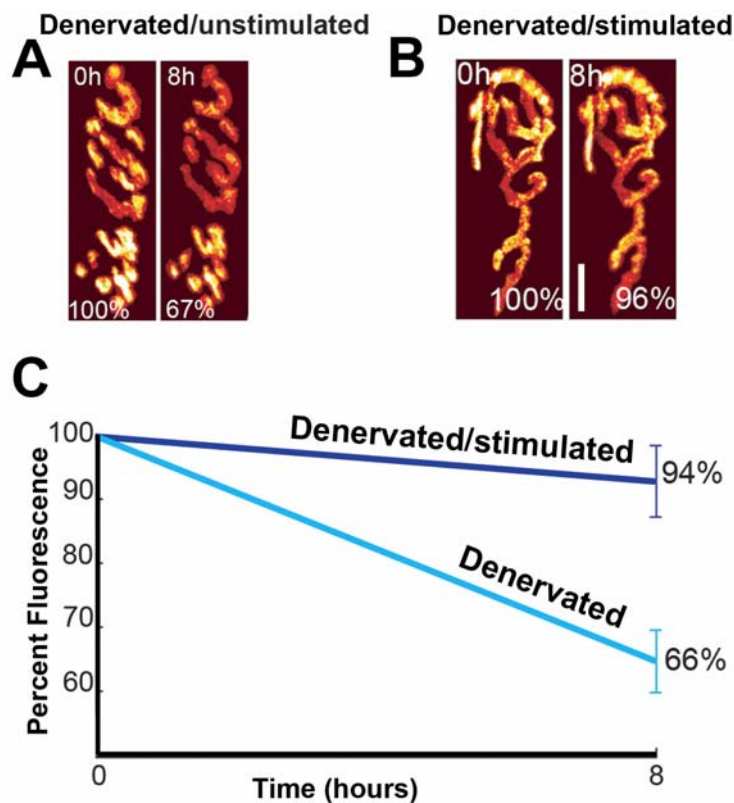 Denervated/unstimulated
Denervated/stimulated
A
0h
8h
100%
67%
B
0h
8h
100%
96%
C
Percent Fluorescence
100
90
80
70
60
Denervated/stimulated
94%
Denervated
66%
0
Time (hours)
8